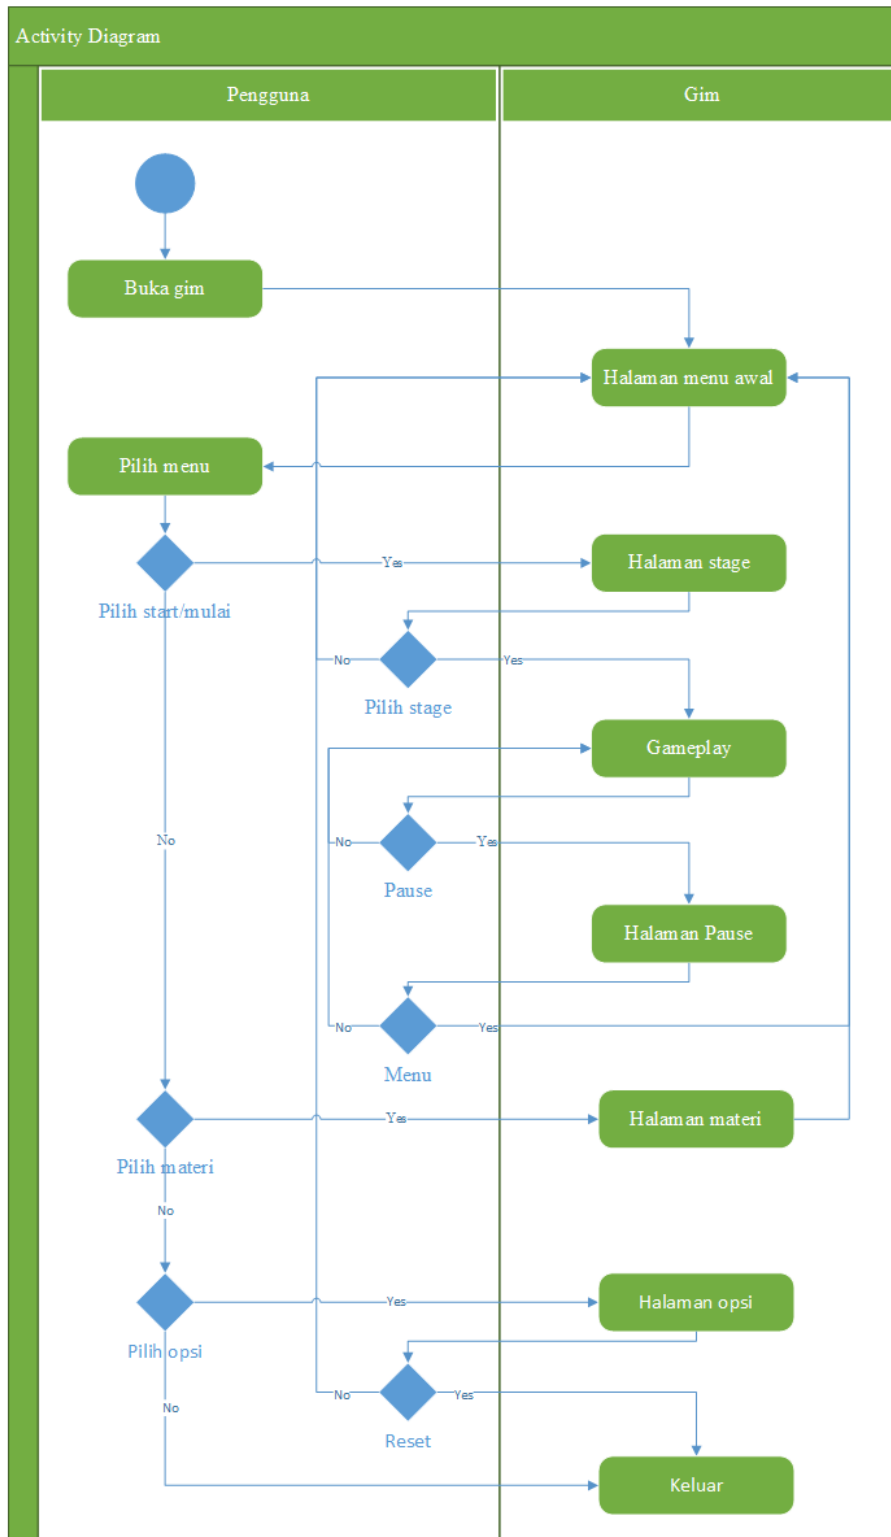 Activity Diagram
Pengguna
Gim
Buka gim
Halaman menu awal
Pilih menu
Yes
Halaman stage
Pilih start/mulai
No
Yes
Pilih stage
Gameplay
No
No
Yes
Pause
Halaman Pause
No
Yes
Menu
Yes
Halaman materi
Pilih materi
No
Yes
Halaman opsi
Pilih opsi
No
No
Yes
Reset
Keluar